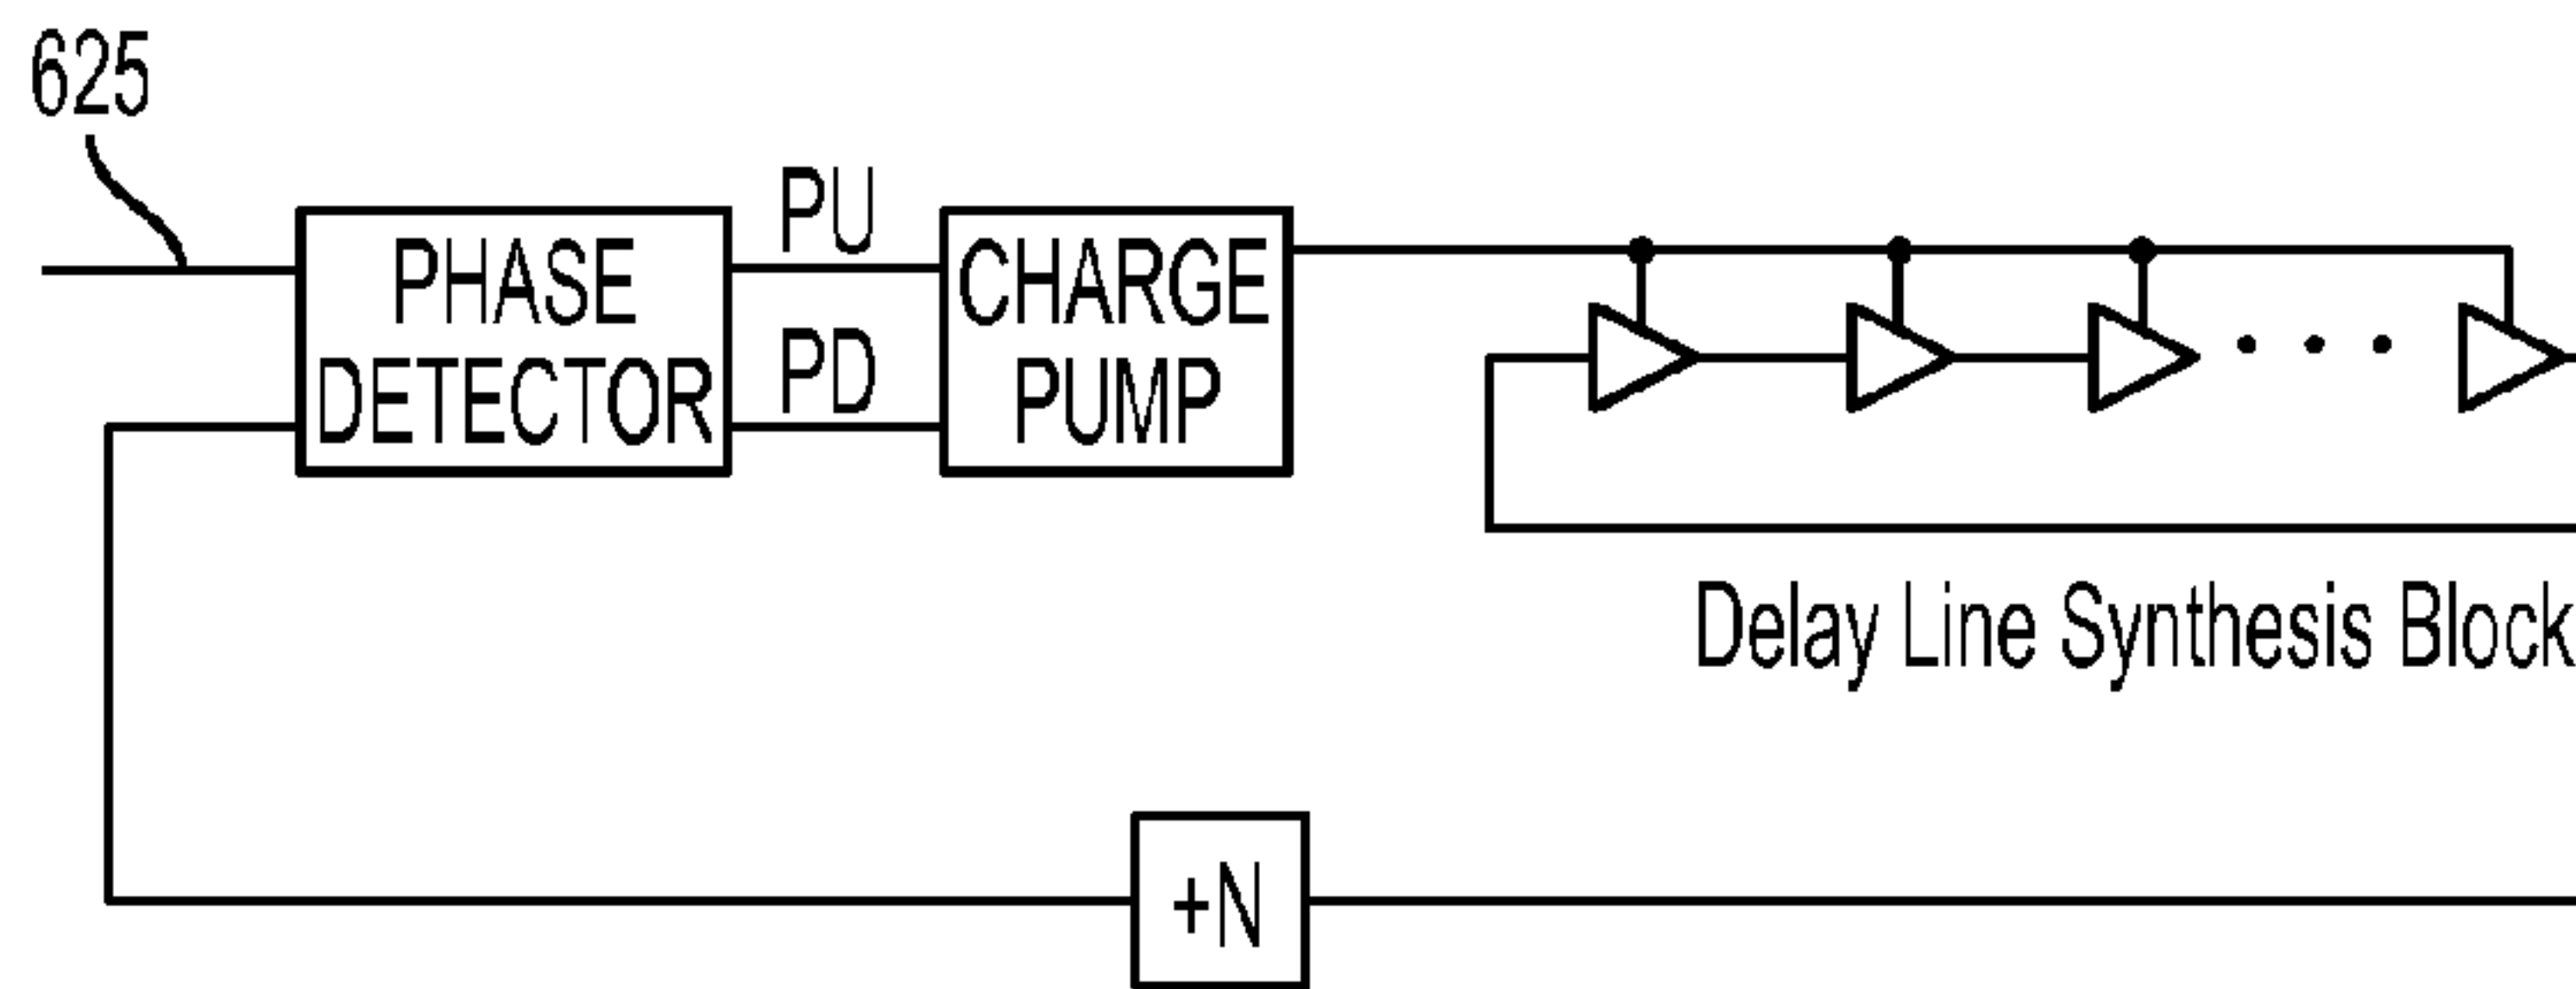 625
PHASE
DETECTOR
PU
PD
CHARGE
PUMP
Delay Line Synthesis Block
+N